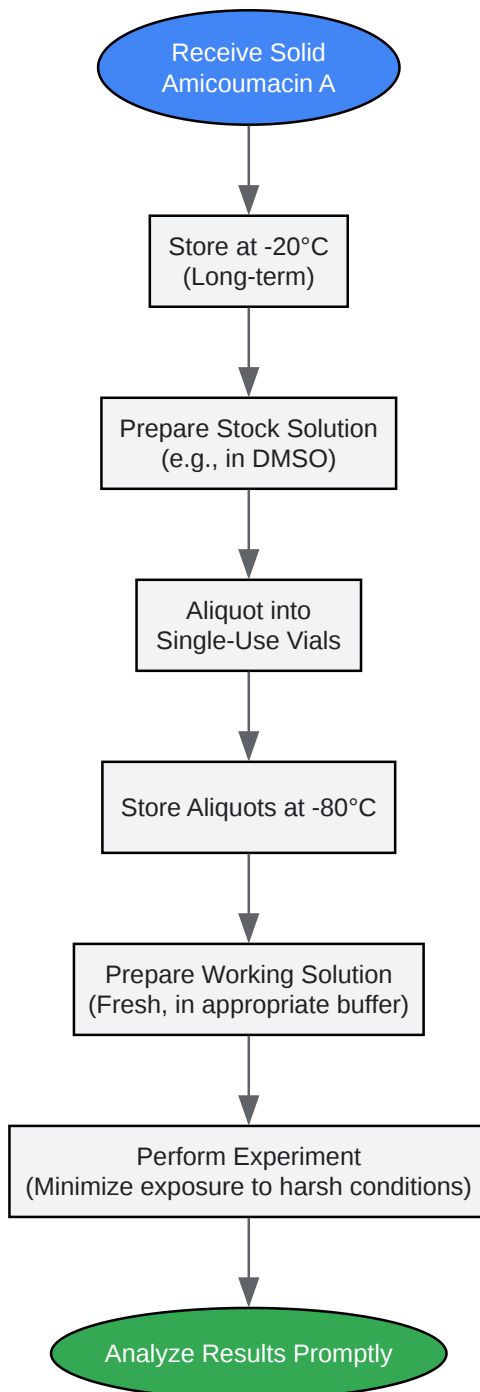 Receive Solid
Amicoumacin A
Store at -20°C
(Long-term)
Prepare Stock Solution
(e.g., in DMSO)
Aliquot into
Single-Use Vials
Store Aliquots at -80°C
Prepare Working Solution
(Fresh, in appropriate buffer)
Perform Experiment
(Minimize exposure to harsh conditions)
Analyze Results Promptly